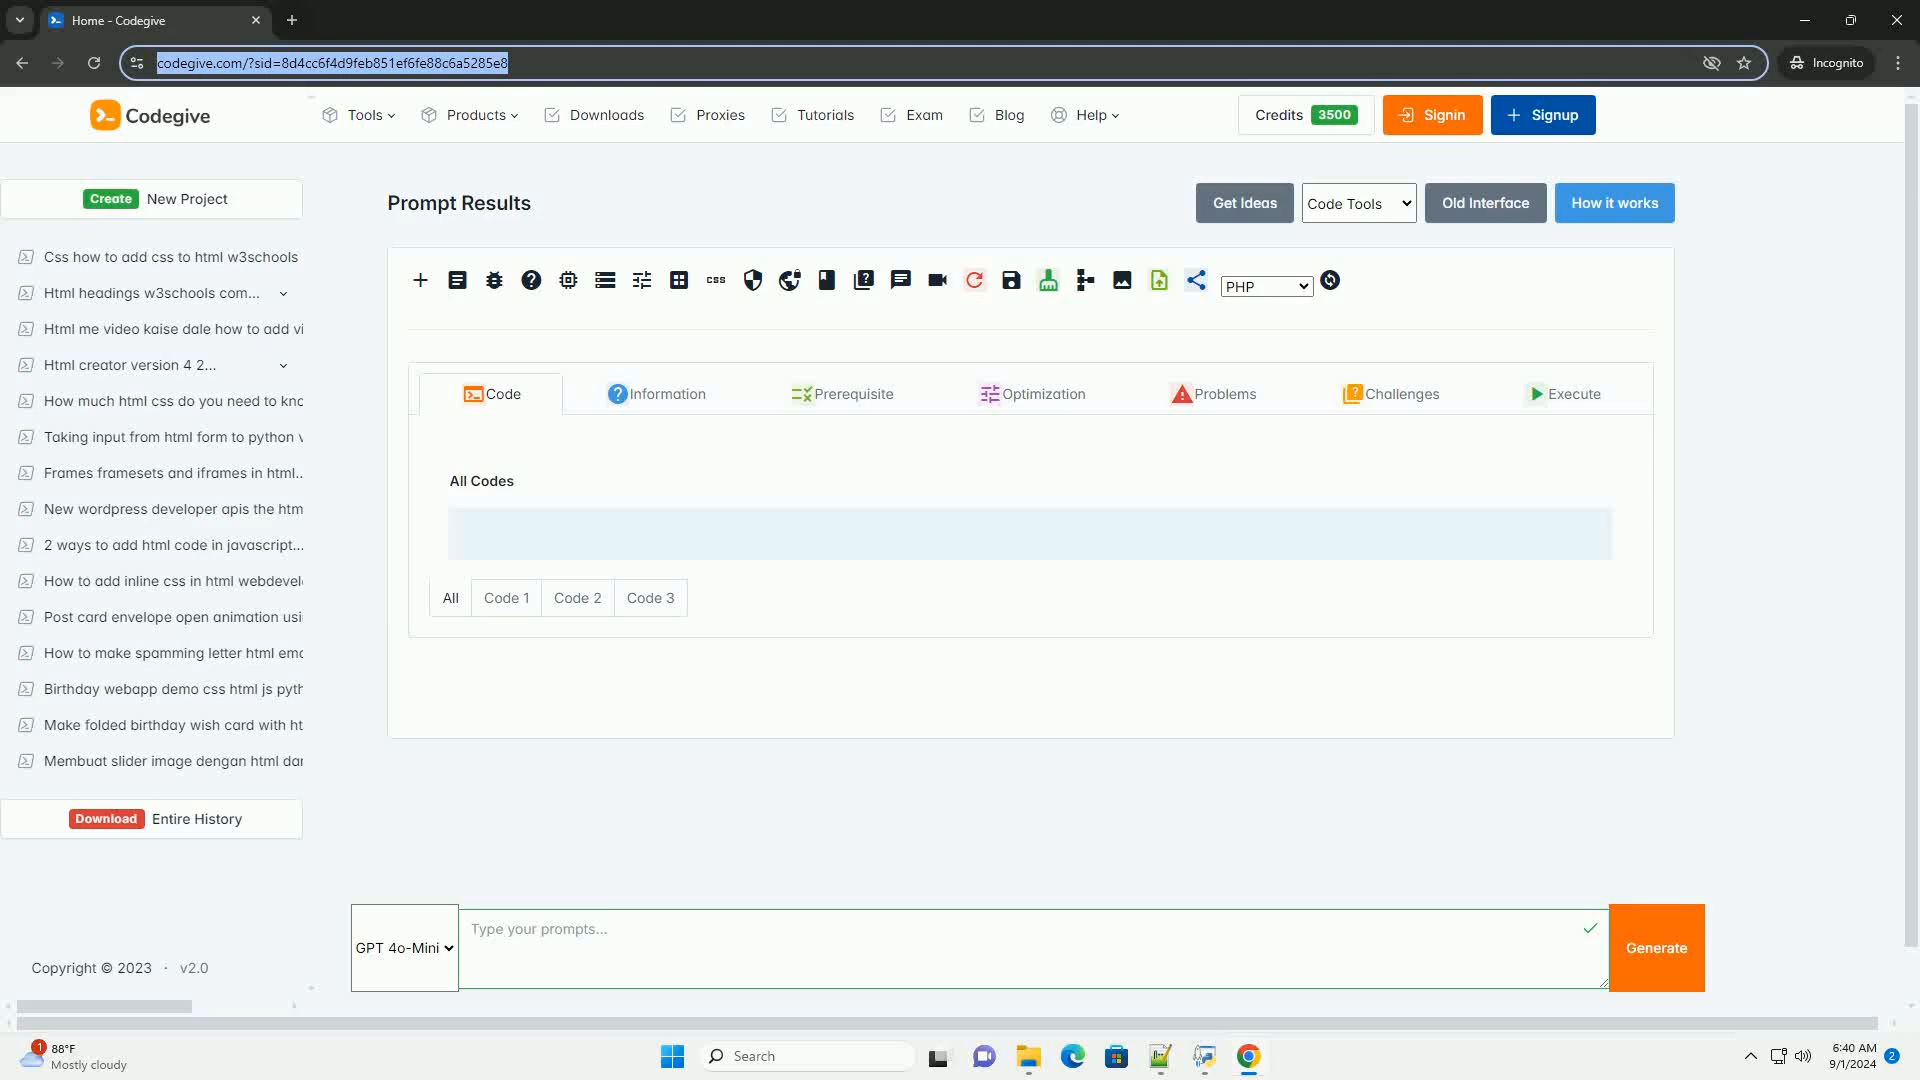 Home - Codegive
codegive.com/?sid=8d4cc6f4d9feb851ef6fe88c6a5285e8
Incognito
Codegive
Tools
Products
Downloads
Proxies
Tutorials
Exam
Blog
Help
Credits 3500
Signin
Signup
Create New Project
Css how to add css to html w3schools
Html headings w3schools com...
Html me video kaise dale how to add vi
Html creator version 4 2...
How much html css do you need to kno
Taking input from html form to python v
Frames framesets and iframes in html...
New wordpress developer apis the htm
2 ways to add html code in javascript...
How to add inline css in html webdevel
Post card envelope open animation usi
How to make spamming letter html ema
Birthday webapp demo css html js pyth
Make folded birthday wish card with ht
Membuat slider image dengan html dan
Download Entire History
Copyright © 2023 · v2.0
Prompt Results
Get Ideas
Code Tools
Old Interface
How it works
css
PHP
Code
Information
Prerequisite
Optimization
Problems
Challenges
Execute
All Codes
All
Code 1
Code 2
Code 3
GPT 4o-Mini
Type your prompts...
Generate
1
88°F
Mostly cloudy
Search
6:40 AM
9/1/2024
2